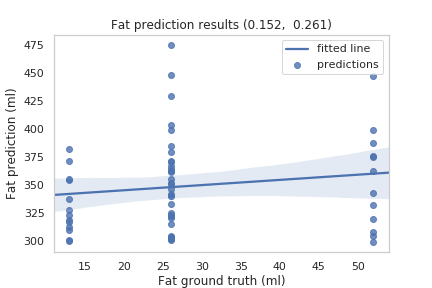 Fat prediction results (0.152,  0.261)
fitted line
predictions
Fat prediction (ml)
475
450
425
400
375
350
325
300
15 20 25 30 35 40 45 50
Fat ground truth (ml)